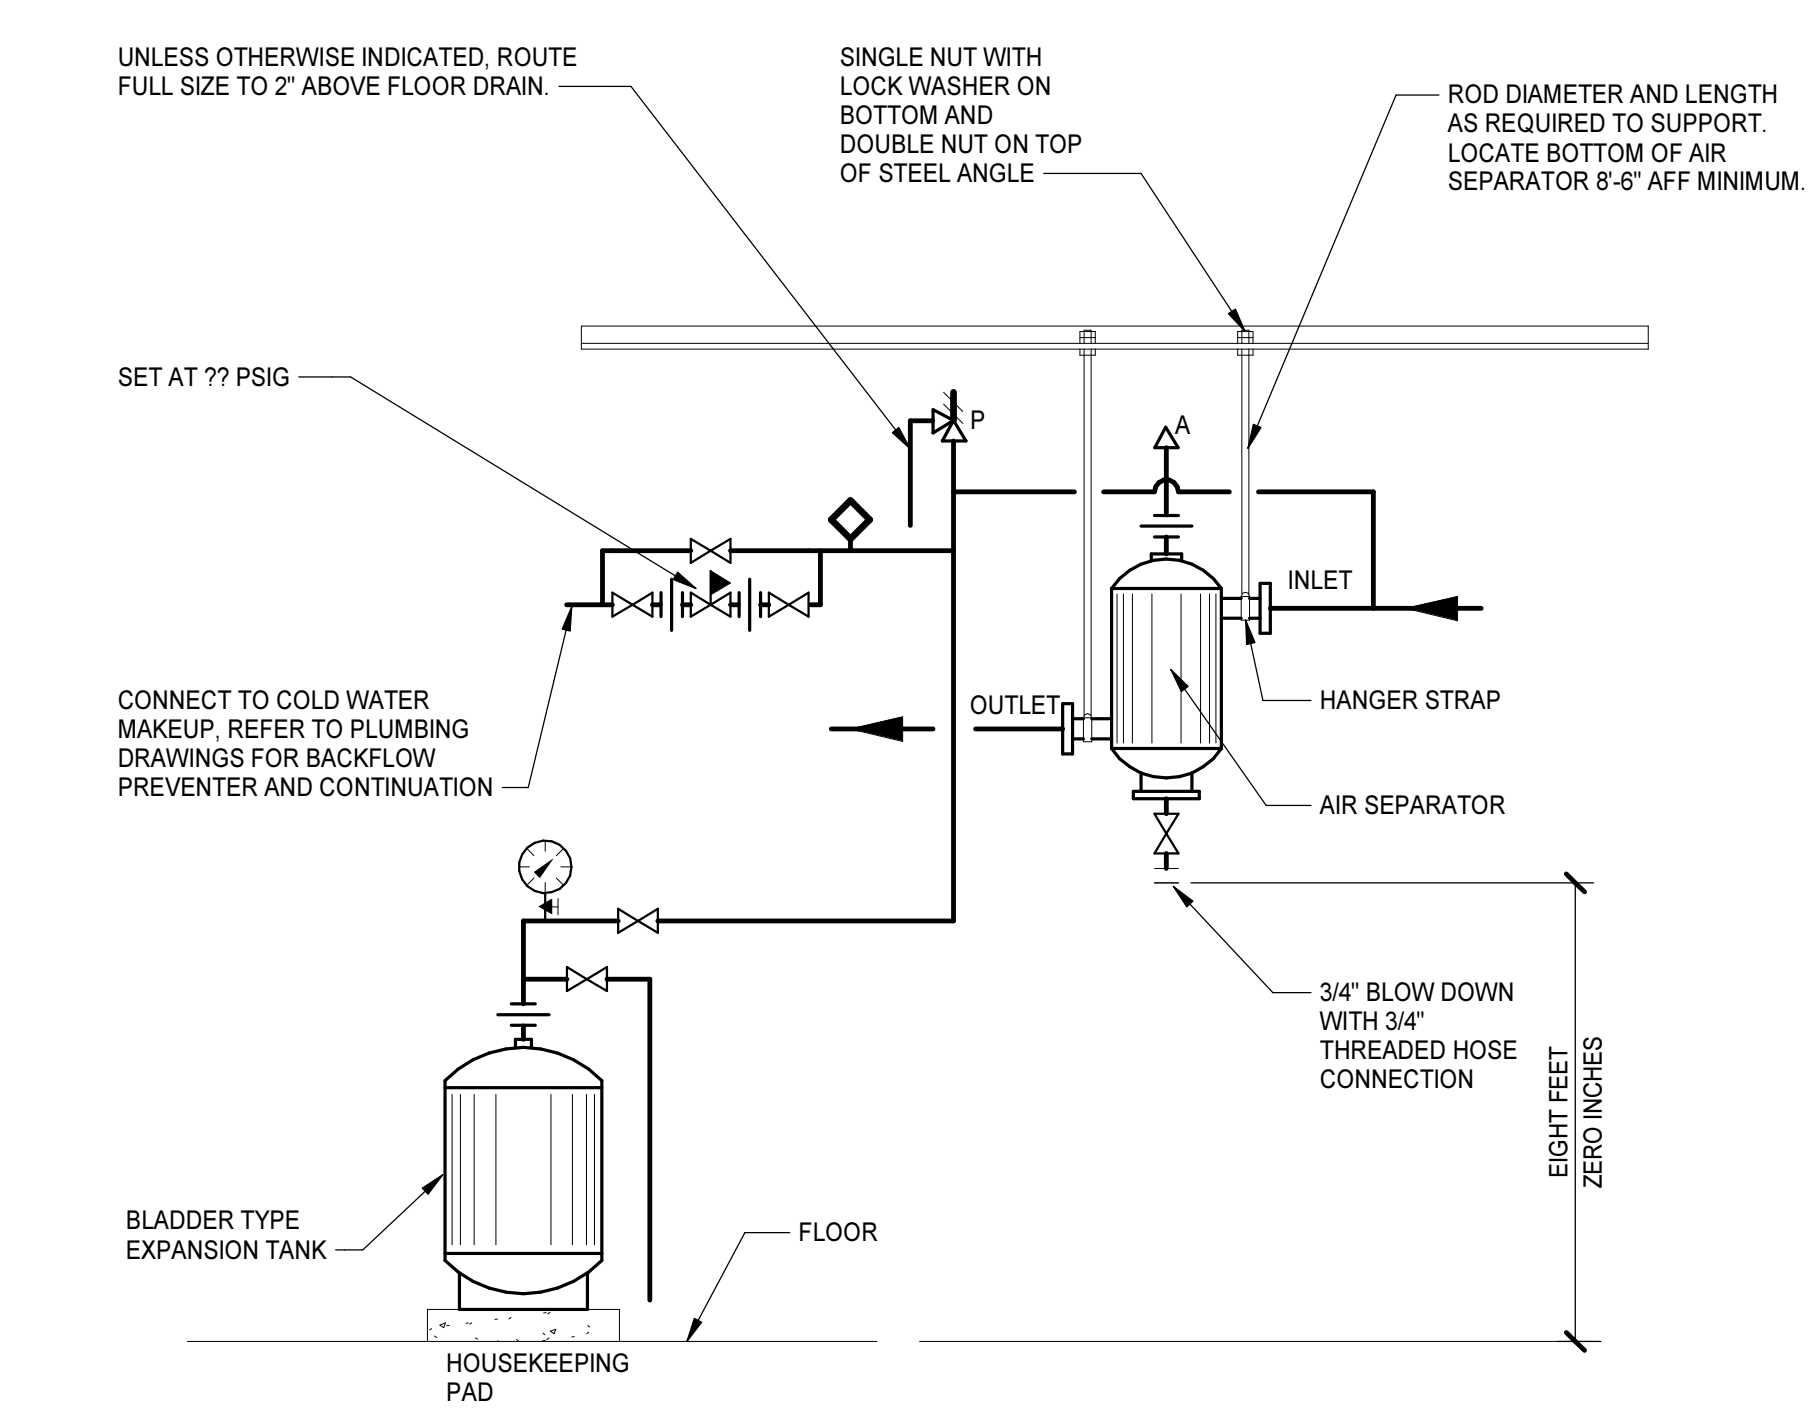 UNLESS OTHERWISE INDICATED, ROUTE
FULL SIZE TO 2" ABOVE FLOOR DRAIN.
SINGLE NUT WITH
LOCK WASHER ON
BOTTOM AND
DOUBLE NUT ON TOP
OF STEEL ANGLE
ROD DIAMETER AND LENGTH
AS REQUIRED TO SUPPORT.
LOCATE BOTTOM OF AIR
SEPARATOR 8'-6" AFF MINIMUM.
SET AT ?? PSIG
P
A
INLET
CONNECT TO COLD WATER
MAKEUP, REFER TO PLUMBING
DRAWINGS FOR BACKFLOW
PREVENTER AND CONTINUATION
OUTLET
HANGER STRAP
AIR SEPARATOR
3/4" BLOW DOWN
WITH 3/4"
THREADED HOSE
CONNECTION
EIGHT FEET
ZERO INCHES
BLADDER TYPE
EXPANSION TANK
FLOOR
HOUSEKEEPING
PAD